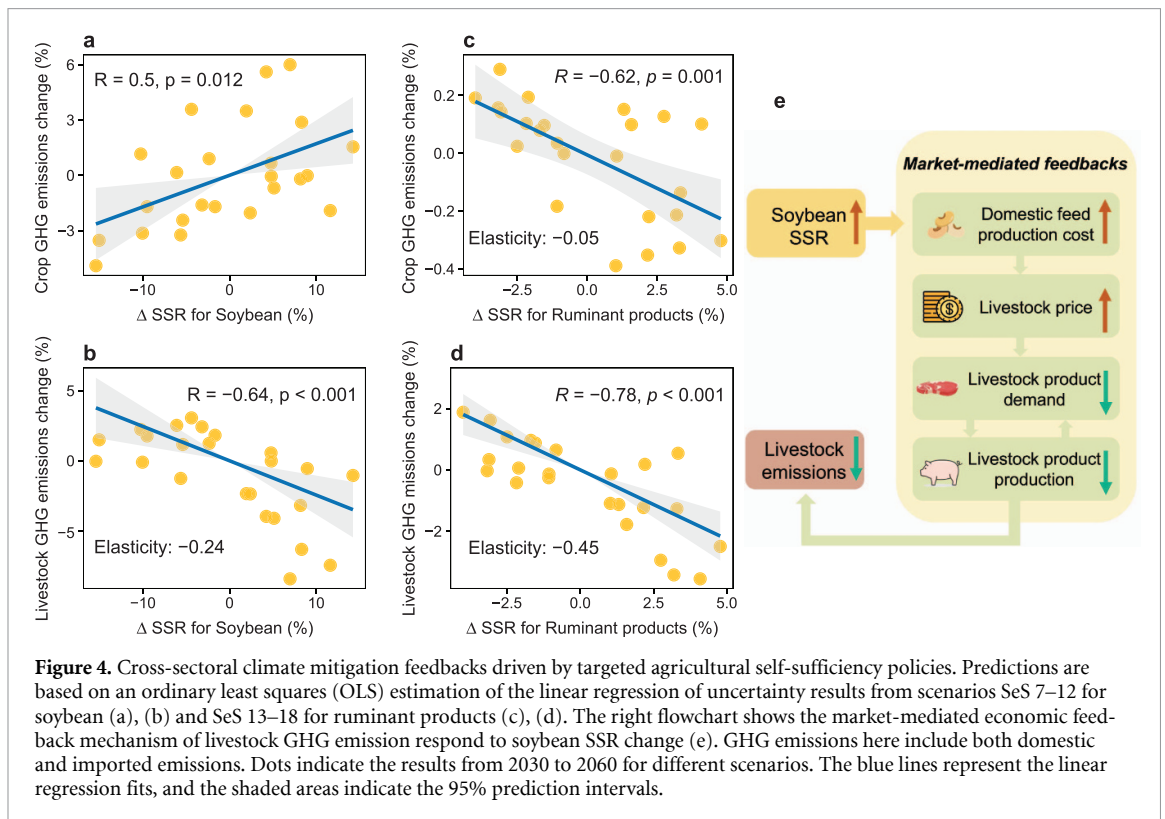 a
R = 0.5, p = 0.012
Crop GHG emissions change (%)
6
3
0
−3
−10
0
10
Δ SSR for Soybean (%)
b
R = −0.64, p < 0.001
Elasticity: −0.24
Livestock GHG emissions change (%)
5
0
−5
−10
0
10
Δ SSR for Soybean (%)
c
R = −0.62, p = 0.001
Elasticity: −0.05
Crop GHG emissions change (%)
0.2
0.0
−0.2
−0.4
−2.5
0.0
2.5
5.0
Δ SSR for Ruminant products (%)
d
R = −0.78, p < 0.001
Elasticity: −0.45
Livestock GHG missions change (%)
2
0
−2
−2.5
0.0
2.5
5.0
Δ SSR for Ruminant products (%)
e
Market-mediated feedbacks
Soybean
SSR
Domestic feed
production cost
$
Livestock price
Livestock product
demand
Livestock product
production
Livestock
emissions
Figure 4. Cross-sectoral climate mitigation feedbacks driven by targeted agricultural self-sufficiency policies. Predictions are
based on an ordinary least squares (OLS) estimation of the linear regression of uncertainty results from scenarios SeS 7–12 for
soybean (a), (b) and SeS 13–18 for ruminant products (c), (d). The right flowchart shows the market-mediated economic feed-
back mechanism of livestock GHG emission respond to soybean SSR change (e). GHG emissions here include both domestic
and imported emissions. Dots indicate the results from 2030 to 2060 for different scenarios. The blue lines represent the linear
regression fits, and the shaded areas indicate the 95% prediction intervals.